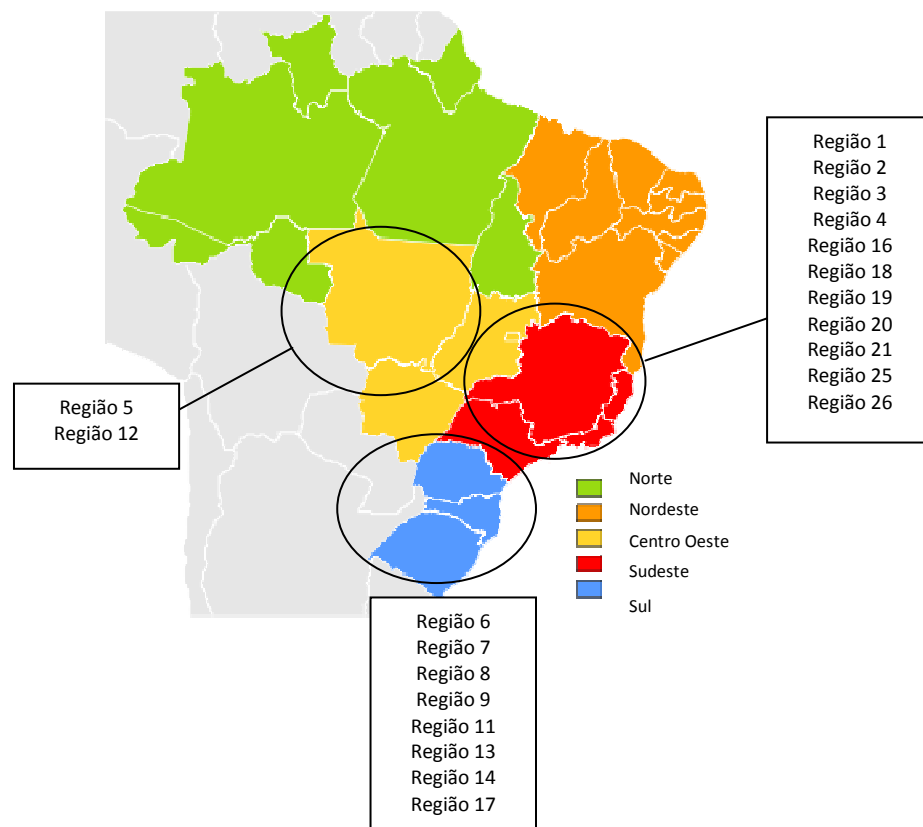 Região 1
Região 2
Região 3
Região 4
Região 16
Região 18
Região 19
Região 20
Região 21
Região 25
Região 26
Região 5
Região 12
Norte
Nordeste
Centro Oeste
Sudeste
Sul
Região 6
Região 7
Região 8
Região 9
Região 11
Região 13
Região 14
Região 17